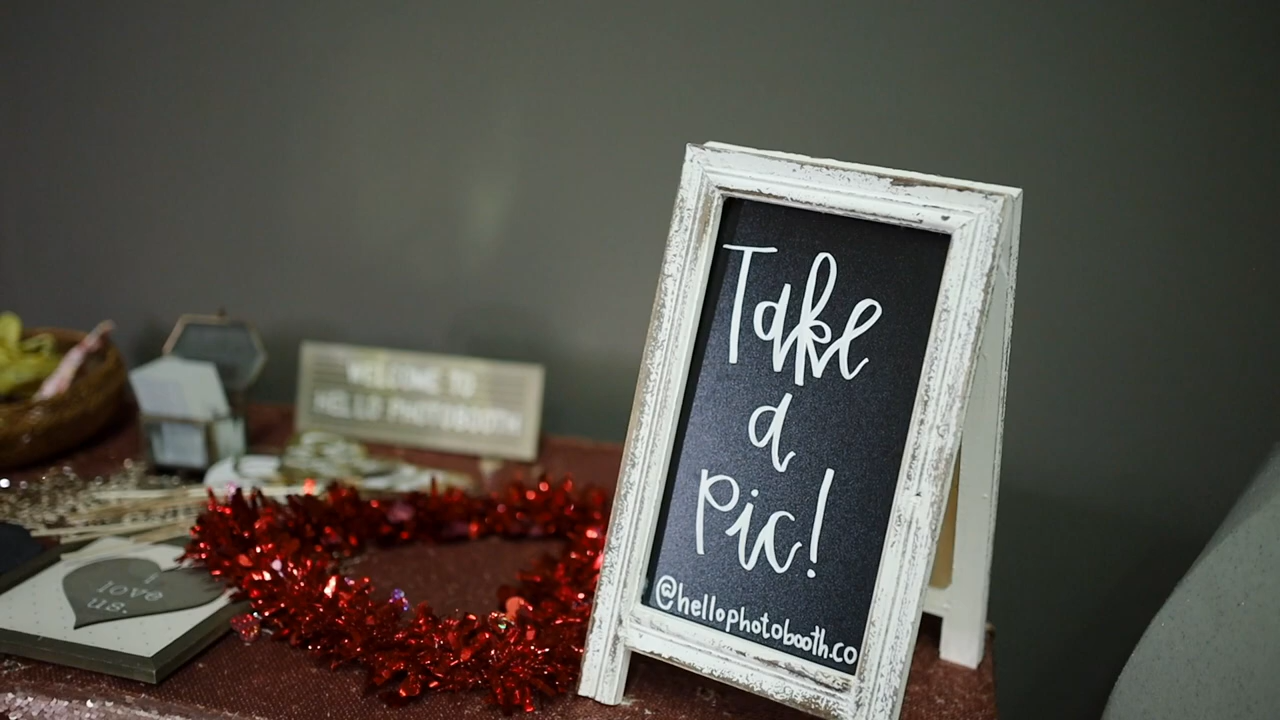 Take
a
pic!
@hellophotobooth.co
WELCOME TO
HELLO PHOTOBOOTH
i
love
us.